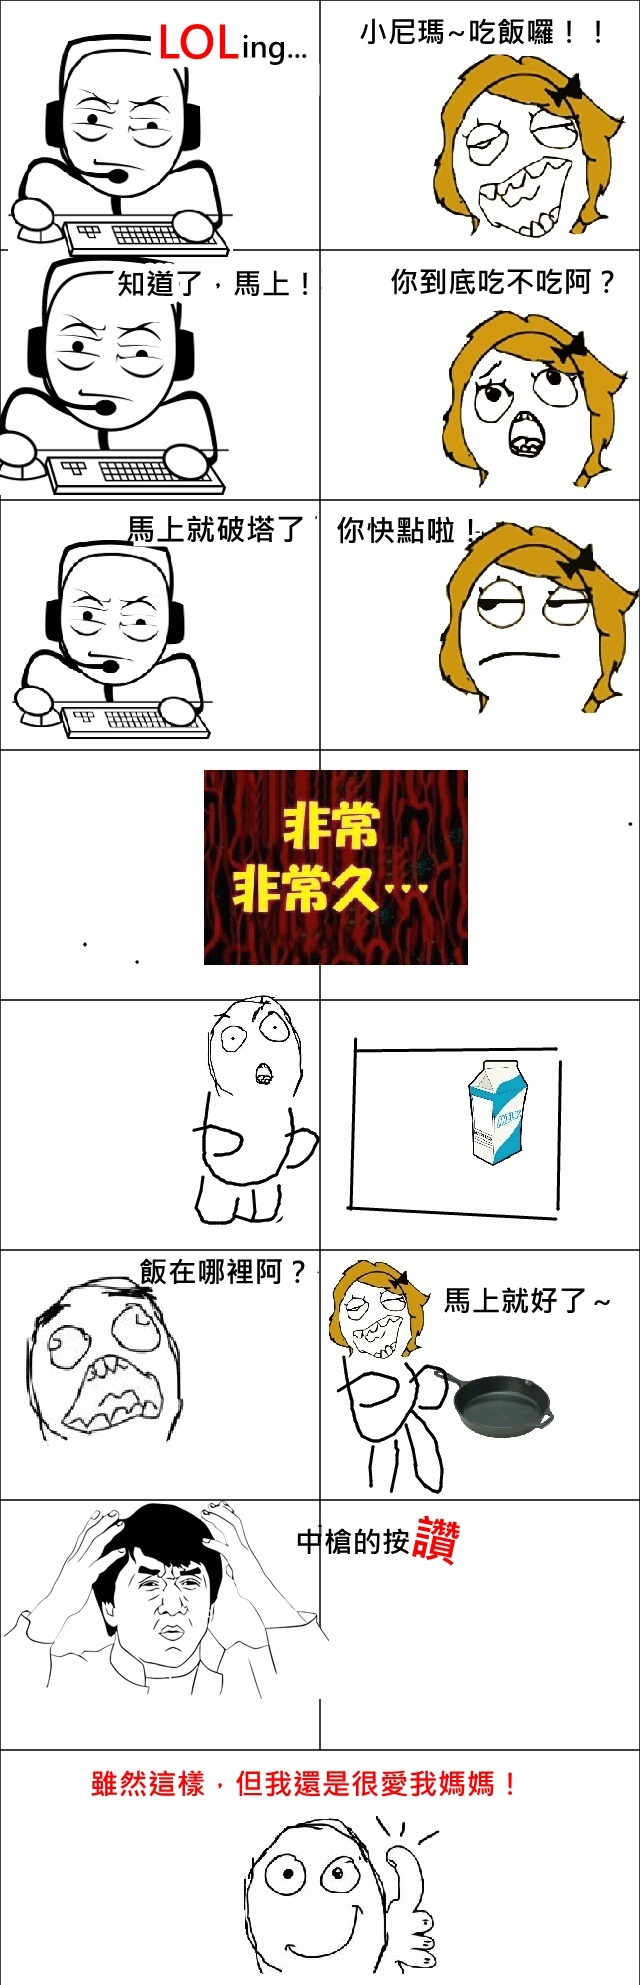 LOLing...
小尼瑪~吃飯囉！！
知道了，馬上！
你到底吃不吃阿？
馬上就破塔了
你快點啦！
非常
非常久…
MILK
飯在哪裡阿？
馬上就好了～
中槍的按讚
雖然這樣，但我還是很愛我媽媽！